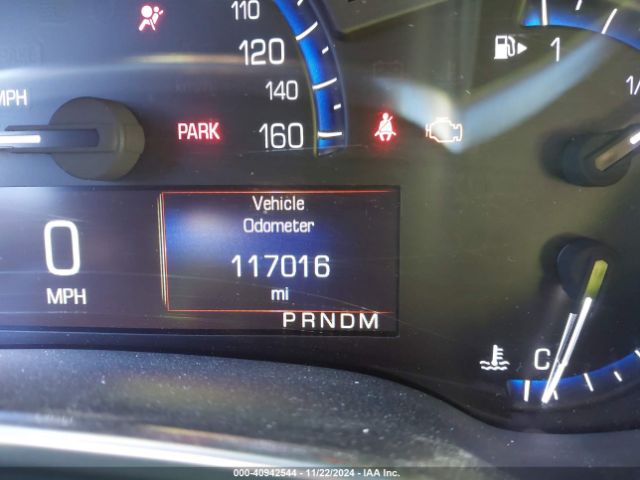 110
120
140
160
MPH
PARK
1
1/
Vehicle
Odometer
117016
mi
0
MPH
PRNDM
C
000-40942544 - 11/22/2024 - IAA Inc.